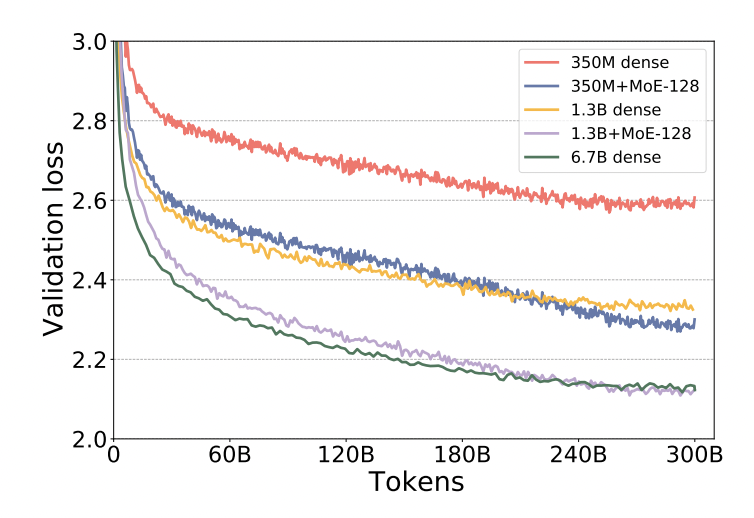 3.0
2.8
2.6
2.4
2.2
2.0
Validation loss
350M dense
350M+MoE-128
1.3B dense
1.3B+MoE-128
6.7B dense
0 60B 120B 180B 240B 300B
Tokens